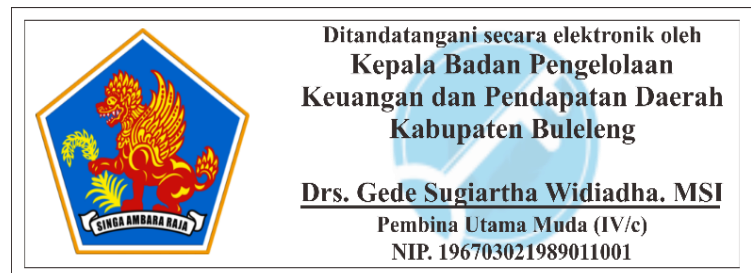 SINGA AMBARA RAJA
Ditandatangani secara elektronik oleh
Kepala Badan Pengelolaan
Keuangan dan Pendapatan Daerah
Kabupaten Buleleng
Drs. Gede Sugiartha Widiadha. MSI
Pembina Utama Muda (IV/c)
NIP. 196703021989011001